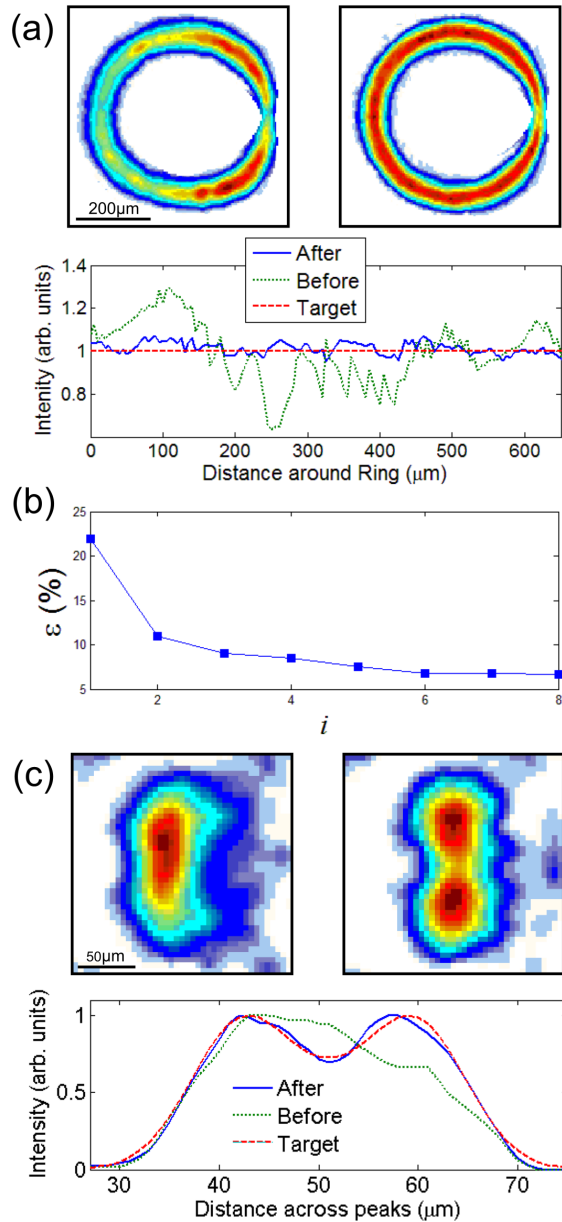 (a)
200µm
After
Before
Target
Intenity (arb. units)
1.4
1.2
1
0.8
0 100 200 300 400 500 600
Distance around Ring (µm)
(b)
ε (%)
25
20
15
10
5
2 4 6 8
i
(c)
50µm
Intensity (arb. units)
1
0.5
0
After
Before
Target
30 40 50 60 70
Distance across peaks (µm)